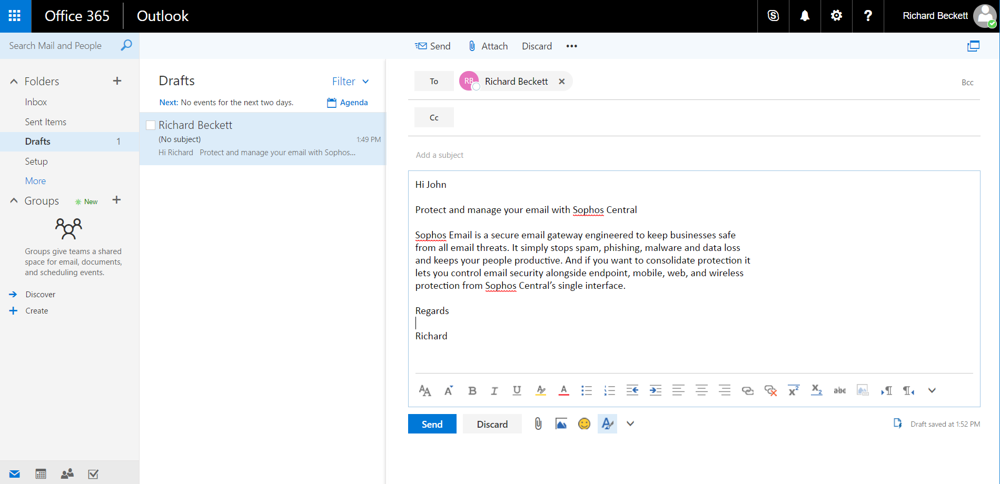 Office 365
Outlook
Richard Beckett
Search Mail and People
Send
Attach
Discard
Folders
Inbox
Sent Items
Drafts 1
Setup
More
Groups
New
Groups give teams a shared
space for email, documents,
and scheduling events.
Discover
Create
Drafts
Filter
Next: No events for the next two days.
Agenda
Richard Beckett
(No subject)
1:49 PM
Hi Richard Protect and manage your email with Sophos...
To
RB
Richard Beckett
Bcc
Cc
Add a subject
Hi John
Protect and manage your email with Sophos Central
Sophos Email is a secure email gateway engineered to keep businesses safe
from all email threats. It simply stops spam, phishing, malware and data loss
and keeps your people productive. And if you want to consolidate protection it
lets you control email security alongside endpoint, mobile, web, and wireless
protection from Sophos Central’s single interface.
Regards
Richard
AA A B I U A A x² X₂ abc
Send
Discard
Draft saved at 1:52 PM